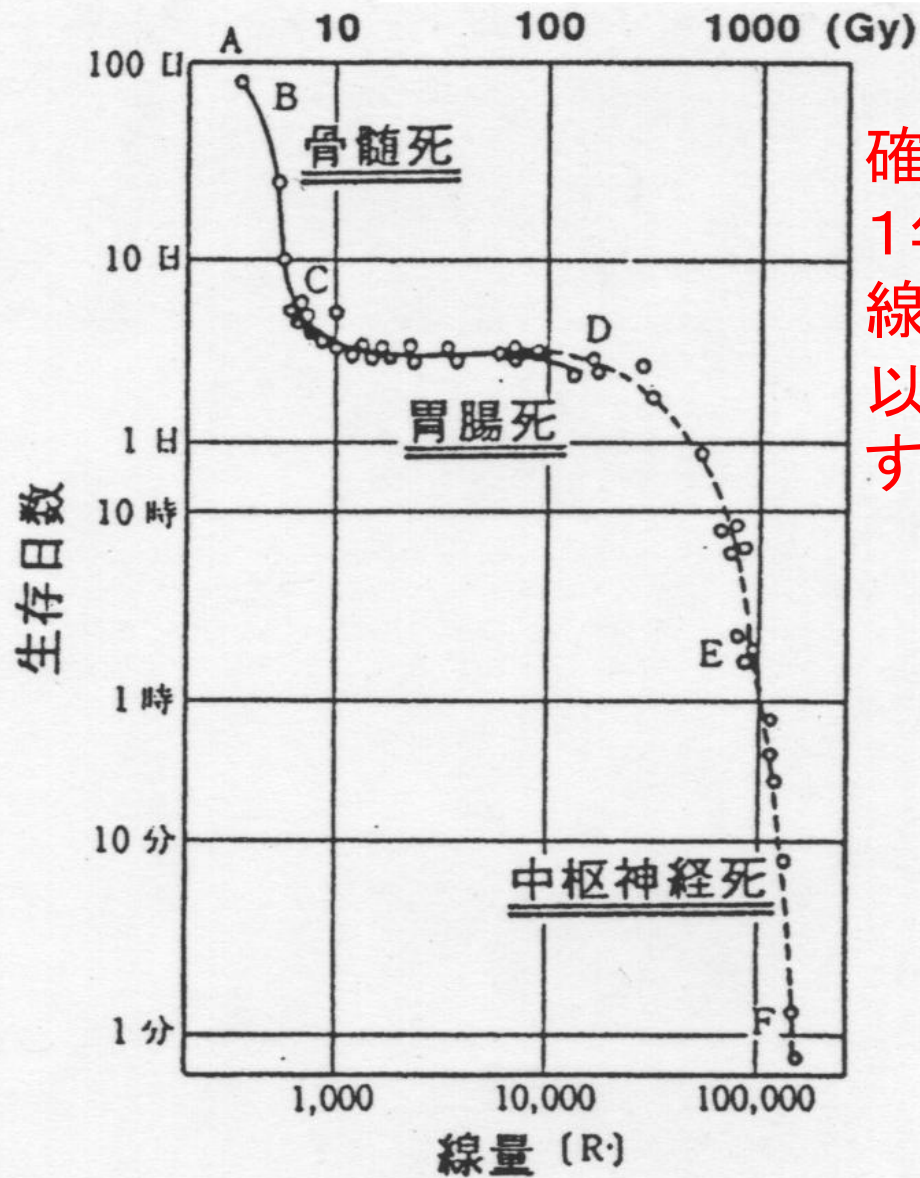 10 100 1000 (Gy)
A
100 日
B
骨髄死
10 日
C
D
胃腸死
1 日
10 時
生存日数
E
1 時
10 分
中枢神経死
F
1 分
1,000 10,000 100,000
線量 [R·]
確
1年
線
以
す